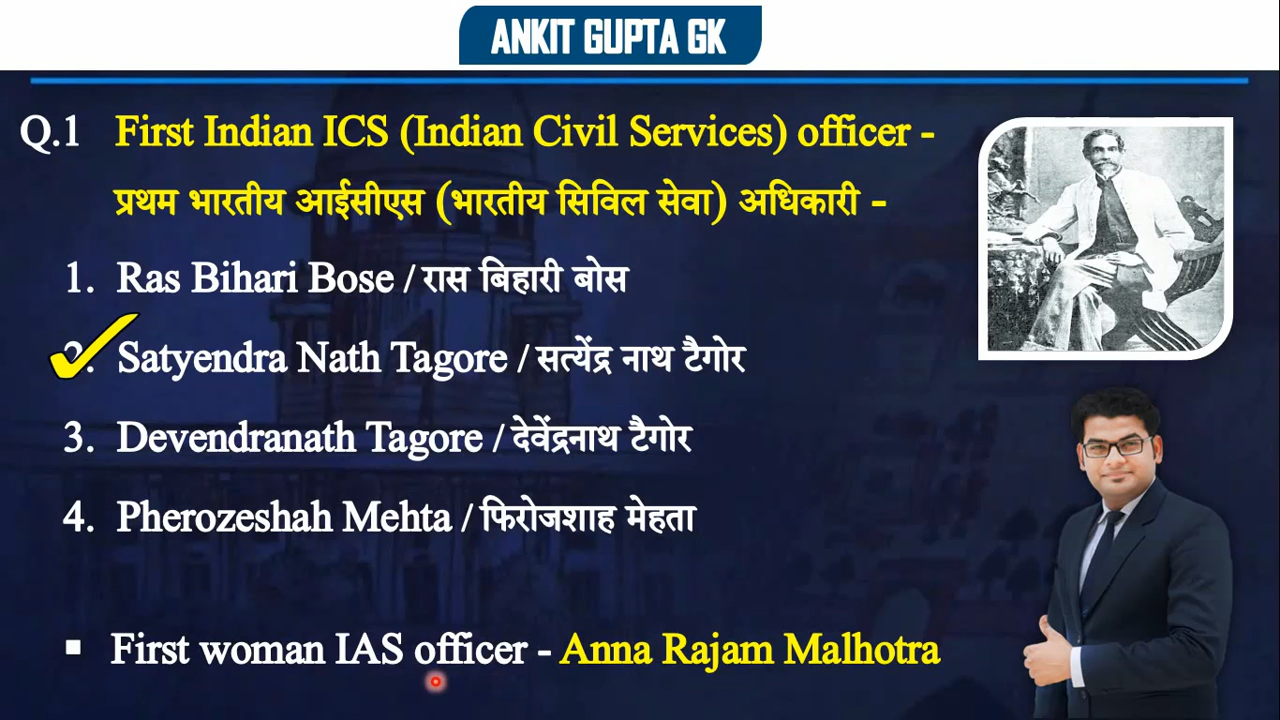 ANKIT GUPTA GK
Q.1 First Indian ICS (Indian Civil Services) officer -
प्रथम भारतीय आईसीएस (भारतीय सिविल सेवा) अधिकारी -
1. Ras Bihari Bose / रास बिहारी बोस
2. Satyendra Nath Tagore / सत्येंद्र नाथ टैगोर
3. Devendranath Tagore / देवेंद्रनाथ टैगोर
4. Pherozeshah Mehta / फिरोजशाह मेहता
▪ First woman IAS officer - Anna Rajam Malhotra